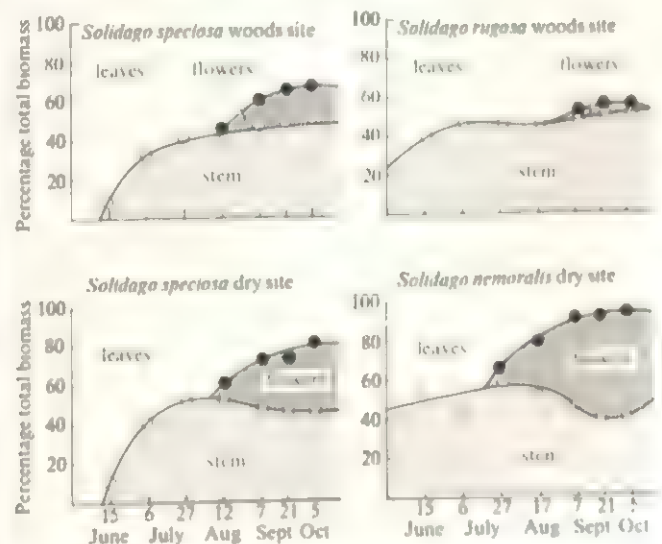 Solidago speciosa woods site
Solidago rugosa woods site
Percentage total biomass
100
80
60
40
20
leaves
flowers
stem
100
80
60
40
20
leaves
flowers
stem
Solidago speciosa dry site
Solidago nemoralis dry site
Percentage total biomass
100
80
60
40
20
leaves
stem
100
80
60
40
20
leaves
stem
15 6 27 12 7 21 5
June July Aug Sept Oct
15 6 27 17 7 21
June July Aug Sept Oct